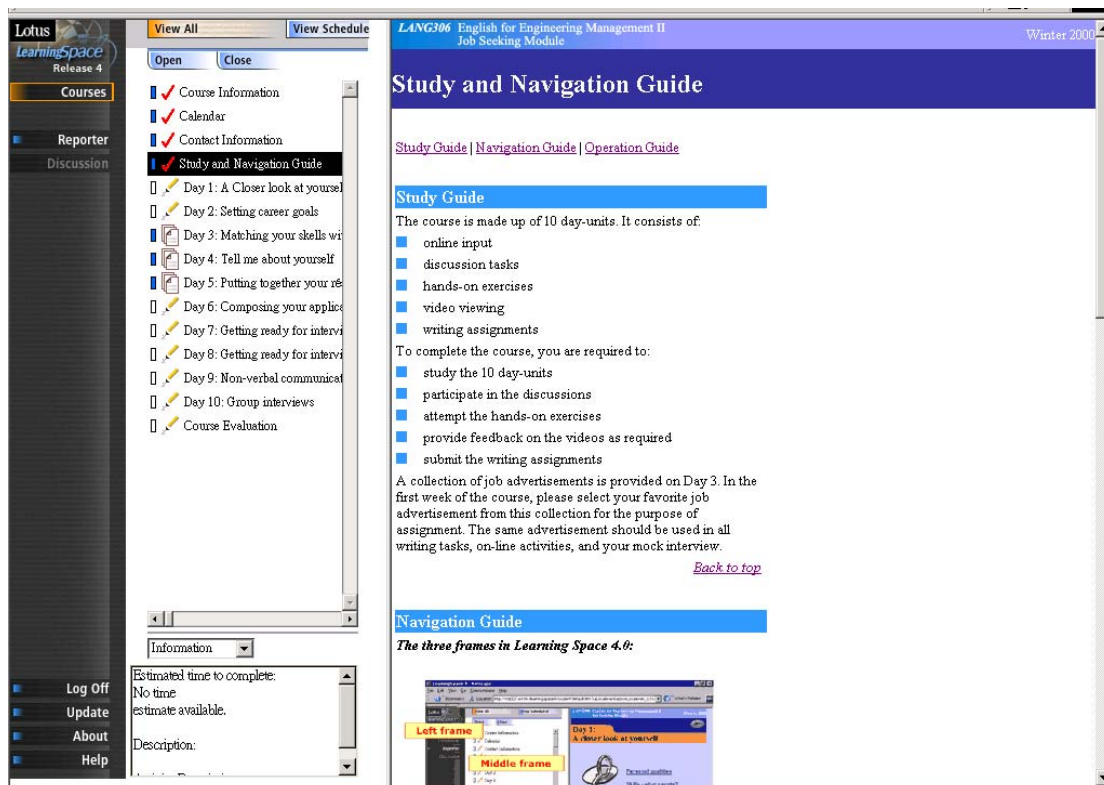 Lotus
LearningSpace
Release 4
Courses
Reporter
Discussion
Log Off
Update
About
Help
View All
View Schedule
Open
Close
Course Information
Calendar
Contact Information
Study and Navigation Guide
Day 1: A Closer look at yoursel
Day 2: Setting career goals
Day 3: Matching your skells wi
Day 4: Tell me about yourself
Day 5: Putting together your ré
Day 6: Composing your applica
Day 7: Getting ready for intervi
Day 8: Getting ready for intervi
Day 9: Non-verbal communicat
Day 10: Group interviews
Course Evaluation
Information
Estimated time to complete:
No time
estimate available.
Description:
LANG306 English for Engineering Management II
Job Seeking Module
Winter 2000
Study and Navigation Guide
Study Guide | Navigation Guide | Operation Guide
Study Guide
The course is made up of 10 day-units. It consists of:
online input
discussion tasks
hands-on exercises
video viewing
writing assignments
To complete the course, you are required to:
study the 10 day-units
participate in the discussions
attempt the hands-on exercises
provide feedback on the videos as required
submit the writing assignments
A collection of job advertisements is provided on Day 3. In the
first week of the course, please select your favorite job
advertisement from this collection for the purpose of
assignment. The same advertisement should be used in all
writing tasks, on-line activities, and your mock interview.
Back to top
Navigation Guide
The three frames in Learning Space 4.0:
Left frame
Middle frame
Day 1:
A closer look at yourself
Personal qualities